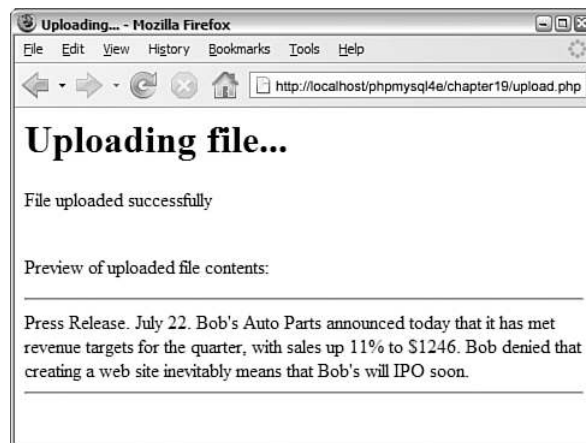 Uploading... - Mozilla Firefox
File Edit View History Bookmarks Tools Help
http://localhost/phpmysql4e/chapter19/upload.php
Uploading file...
File uploaded successfully
Preview of uploaded file contents:
Press Release. July 22. Bob's Auto Parts announced today that it has met
revenue targets for the quarter, with sales up 11% to $1246. Bob denied that
creating a web site inevitably means that Bob's will IPO soon.